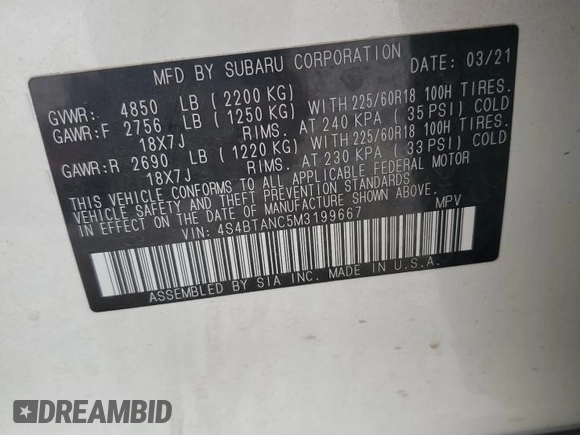 MFD BY SUBARU CORPORATION DATE: 03/21
GVWR: 4850 LB (2200 KG)
GAWR:F 2756 LB (1250 KG) WITH 225/60R18 100H TIRES.
18X7J RIMS. AT 240 KPA (35 PSI) COLD
GAWR:R 2690 LB (1220 KG) WITH 225/60R18 100H TIRES.
18X7J RIMS. AT 230 KPA (33 PSI) COLD
THIS VEHICLE CONFORMS TO ALL APPLICABLE FEDERAL MOTOR
VEHICLE SAFETY AND THEFT PREVENTION STANDARDS
IN EFFECT ON THE DATE OF MANUFACTURE SHOWN ABOVE.
VIN: 4S4BTANC5M3199667 MPV
ASSEMBLED BY SIA INC. MADE IN U.S.A.
DREAMBID